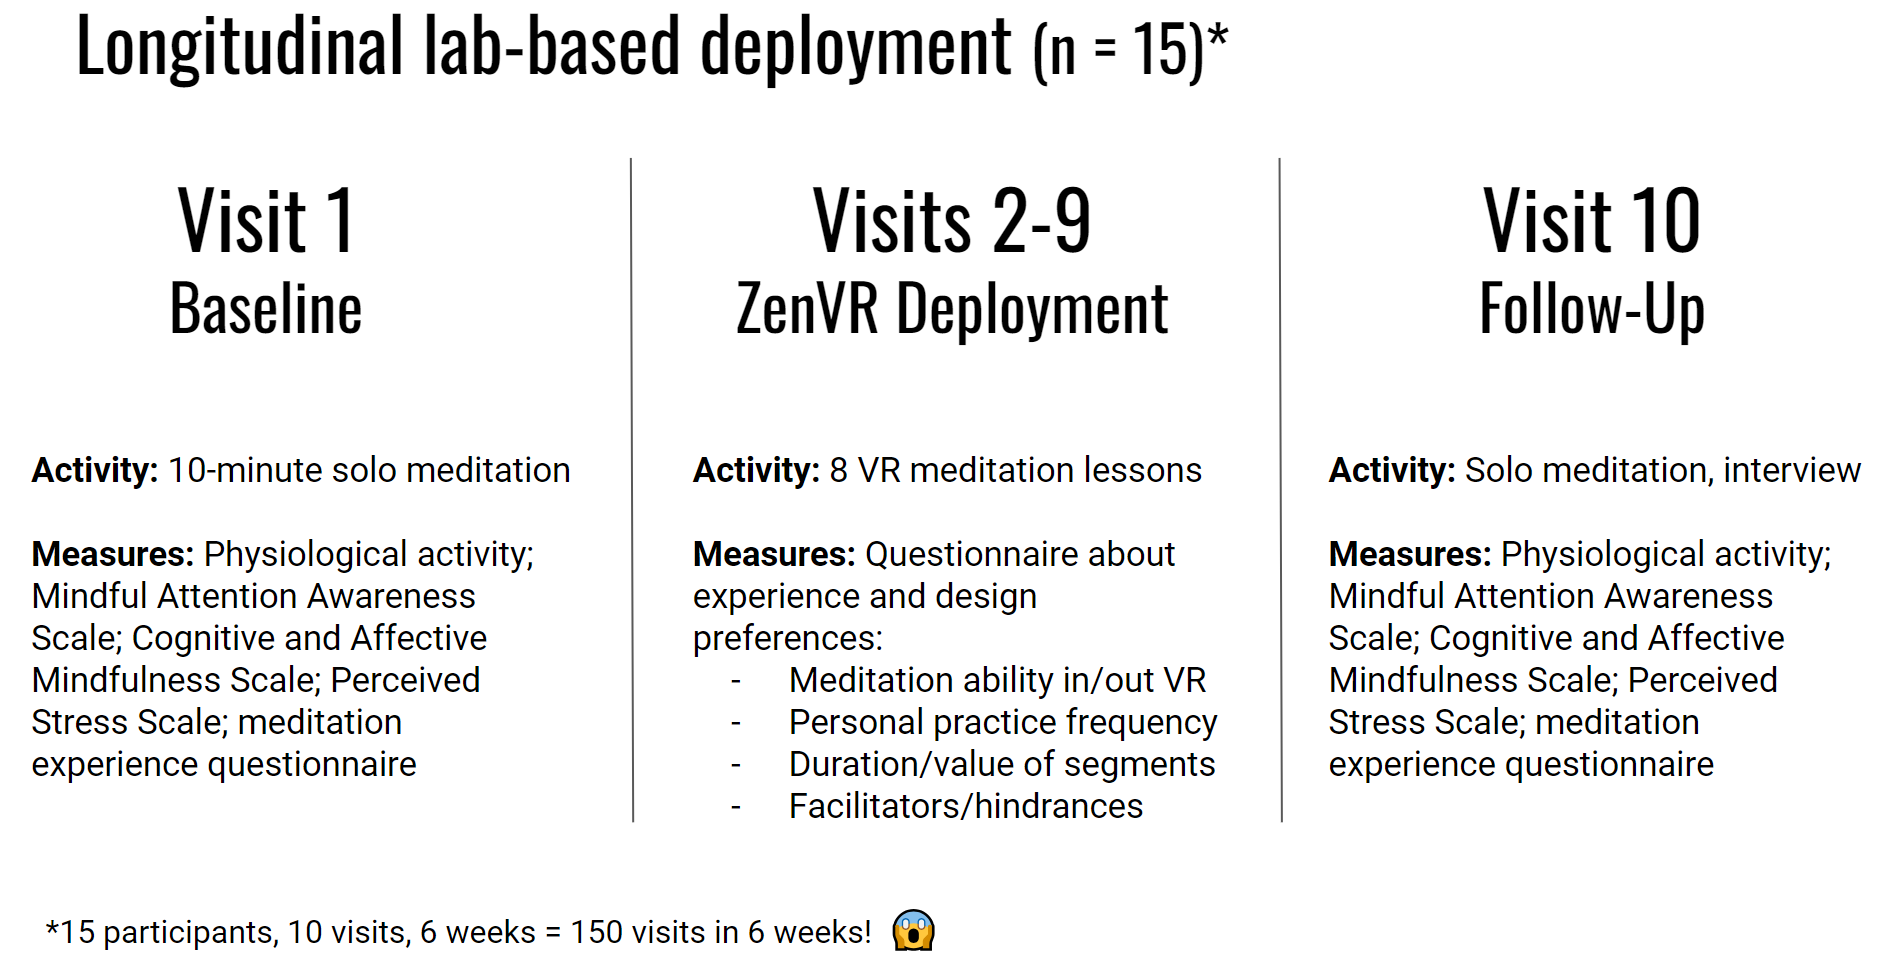 Longitudinal lab-based deployment (n = 15)*
Visit 1
Baseline
Activity: 10-minute solo meditation
Measures: Physiological activity;
Mindful Attention Awareness
Scale; Cognitive and Affective
Mindfulness Scale; Perceived
Stress Scale; meditation
experience questionnaire
Visits 2-9
ZenVR Deployment
Activity: 8 VR meditation lessons
Measures: Questionnaire about
experience and design
preferences:
- Meditation ability in/out VR
- Personal practice frequency
- Duration/value of segments
- Facilitators/hindrances
Visit 10
Follow-Up
Activity: Solo meditation, interview
Measures: Physiological activity;
Mindful Attention Awareness
Scale; Cognitive and Affective
Mindfulness Scale; Perceived
Stress Scale; meditation
experience questionnaire
*15 participants, 10 visits, 6 weeks = 150 visits in 6 weeks! 😱